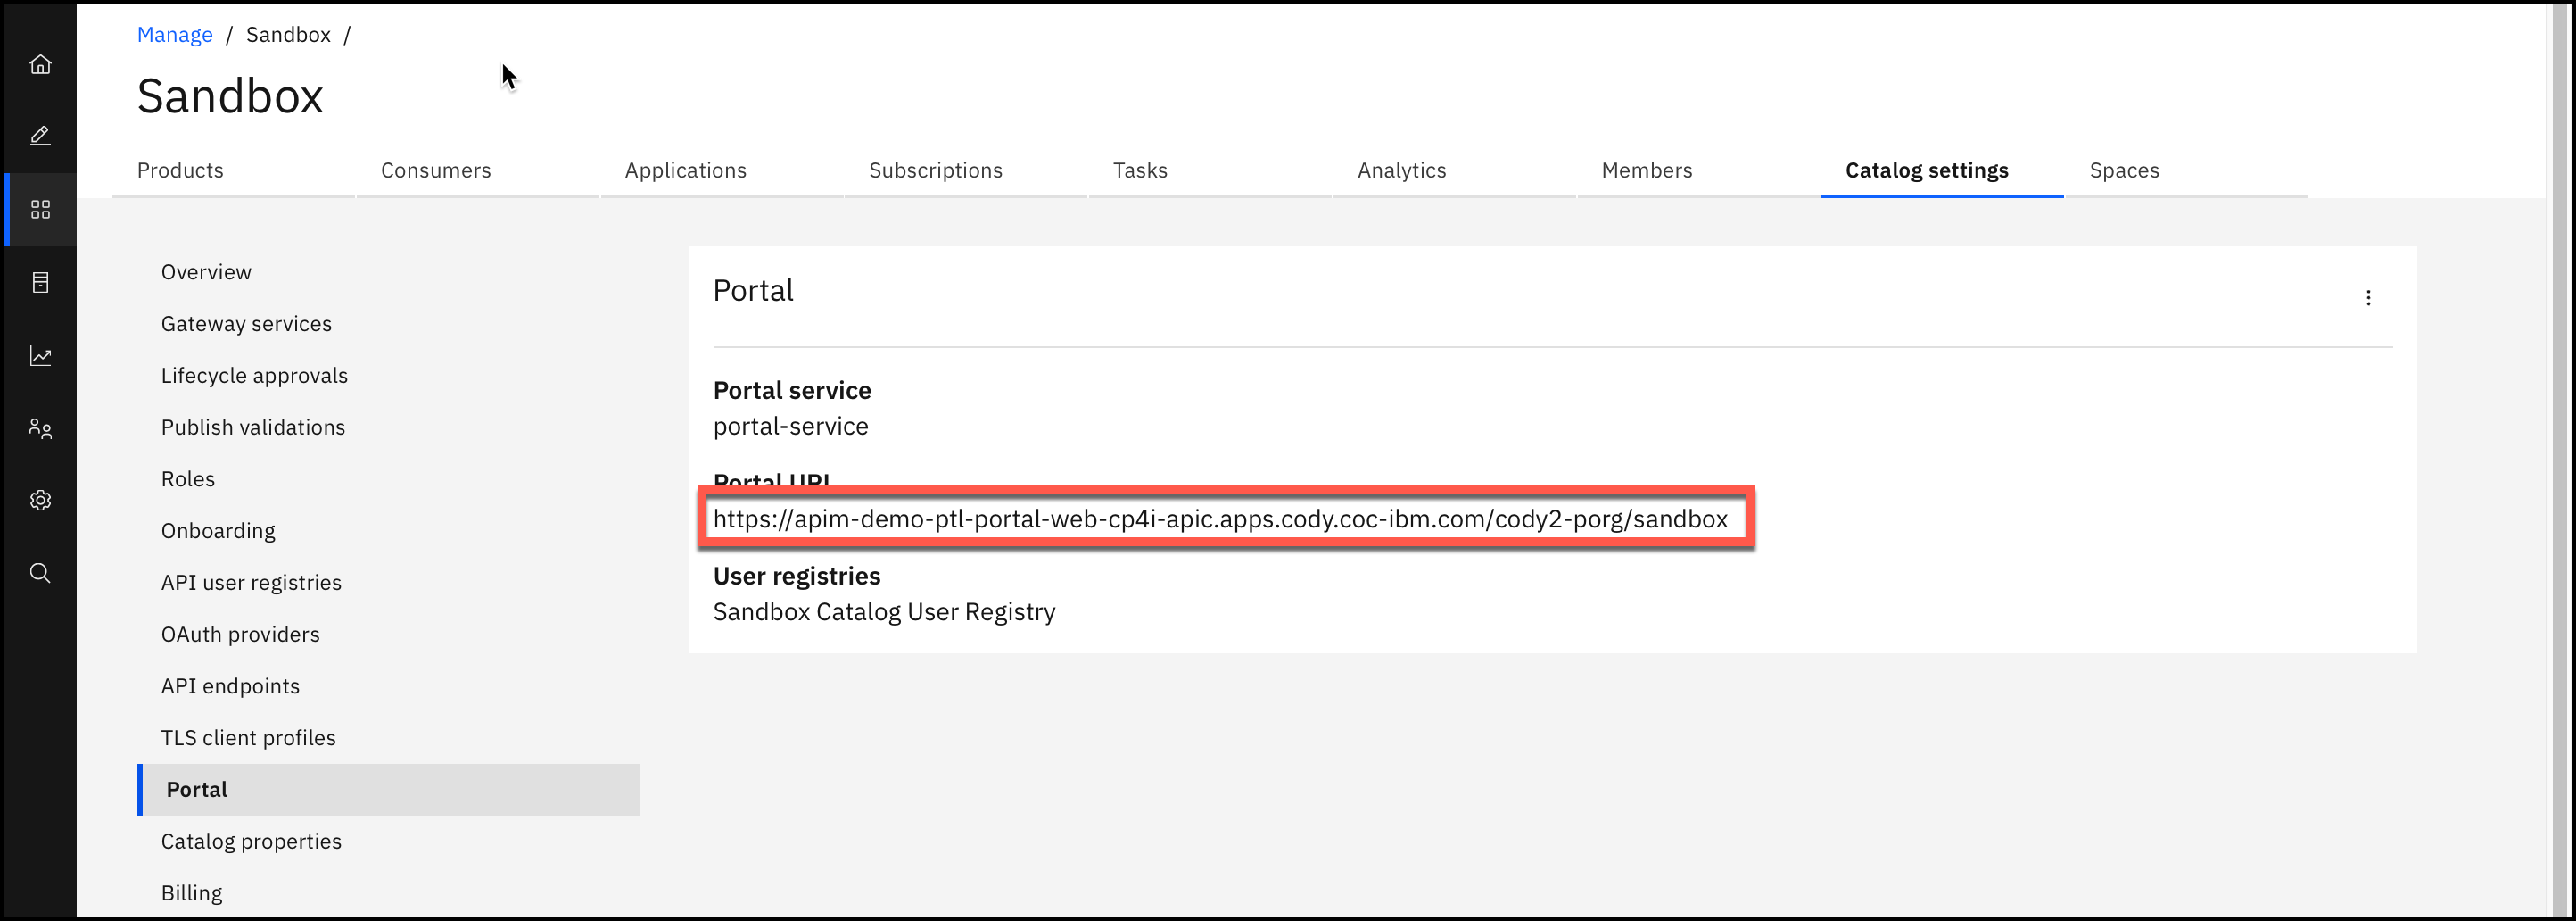 Manage / Sandbox /
Sandbox
Products Consumers Applications Subscriptions Tasks Analytics Members Catalog settings Spaces
Overview
Gateway services
Lifecycle approvals
Publish validations
Roles
Onboarding
API user registries
OAuth providers
API endpoints
TLS client profiles
Portal
Catalog properties
Billing
Portal
Portal service
portal-service
Portal URL
https://apim-demo-ptl-portal-web-cp4i-apic.apps.cody.coc-ibm.com/cody2-porg/sandbox
User registries
Sandbox Catalog User Registry